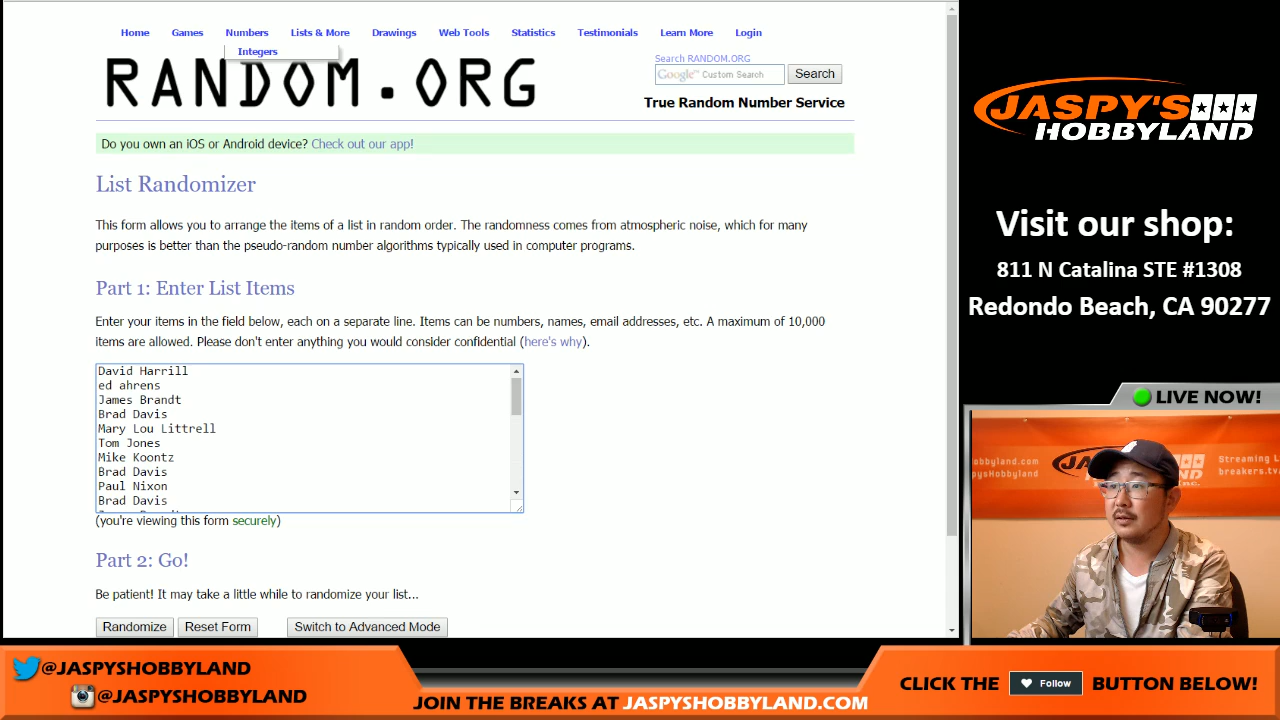 Home Games Numbers Lists & More Drawings Web Tools Statistics Testimonials Learn More Login
Integers
RANDOM.ORG
Search RANDOM.ORG
Google™ Custom Search
Search
True Random Number Service
Do you own an iOS or Android device? Check out our app!
List Randomizer
This form allows you to arrange the items of a list in random order. The randomness comes from atmospheric noise, which for many
purposes is better than the pseudo-random number algorithms typically used in computer programs.
Part 1: Enter List Items
Enter your items in the field below, each on a separate line. Items can be numbers, names, email addresses, etc. A maximum of 10,000
items are allowed. Please don't enter anything you would consider confidential (here's why).
David Harrill
ed ahrens
James Brandt
Brad Davis
Mary Lou Littrell
Tom Jones
Mike Koontz
Brad Davis
Paul Nixon
Brad Davis
(you're viewing this form securely)
Part 2: Go!
Be patient! It may take a little while to randomize your list...
Randomize Reset Form Switch to Advanced Mode
JASPY'S
HOBBYLAND
Visit our shop:
811 N Catalina STE #1308
Redondo Beach, CA 90277
LIVE NOW!
Streaming
breakers.tv
@JASPYSHOBBYLAND
@JASPYSHOBBYLAND
JOIN THE BREAKS AT JASPYSHOBBYLAND.COM
CLICK THE Follow BUTTON BELOW!